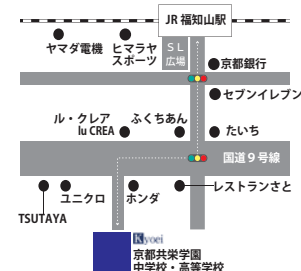 JR 福知山駅
ヤマダ電機
ヒマラヤ
スポーツ
ＳＬ
広場
京都銀行
セブンイレブン
ル・クレア
lu CREA
ふくちあん
たいち
国道９号線
ユニクロ
ホンダ
レストランさと
TSUTAYA
Kyoei
京都共栄学園
中学校・高等学校